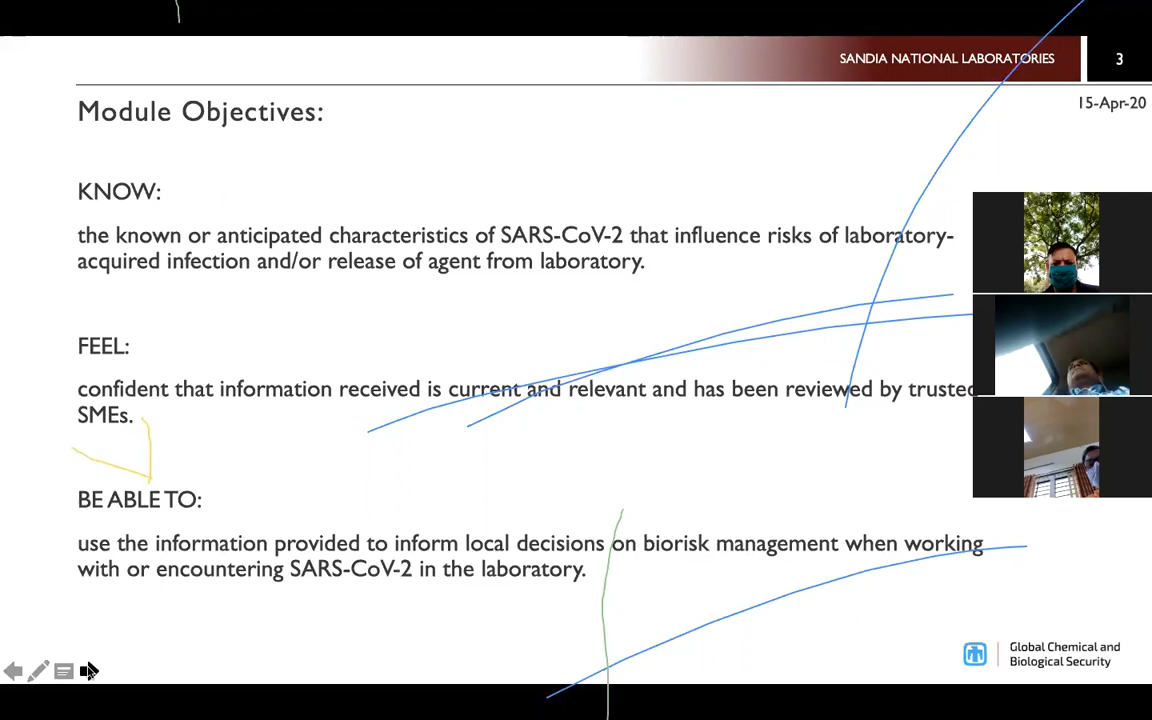 SANDIA NATIONAL LABORATORIES
3
15-Apr-20
Module Objectives:
KNOW:
the known or anticipated characteristics of SARS-CoV-2 that influence risks of laboratory-
acquired infection and/or release of agent from laboratory.
FEEL:
confident that information received is current and relevant and has been reviewed by trusted
SMEs.
BE ABLE TO:
use the information provided to inform local decisions on biorisk management when working
with or encountering SARS-CoV-2 in the laboratory.
Global Chemical and
Biological Security